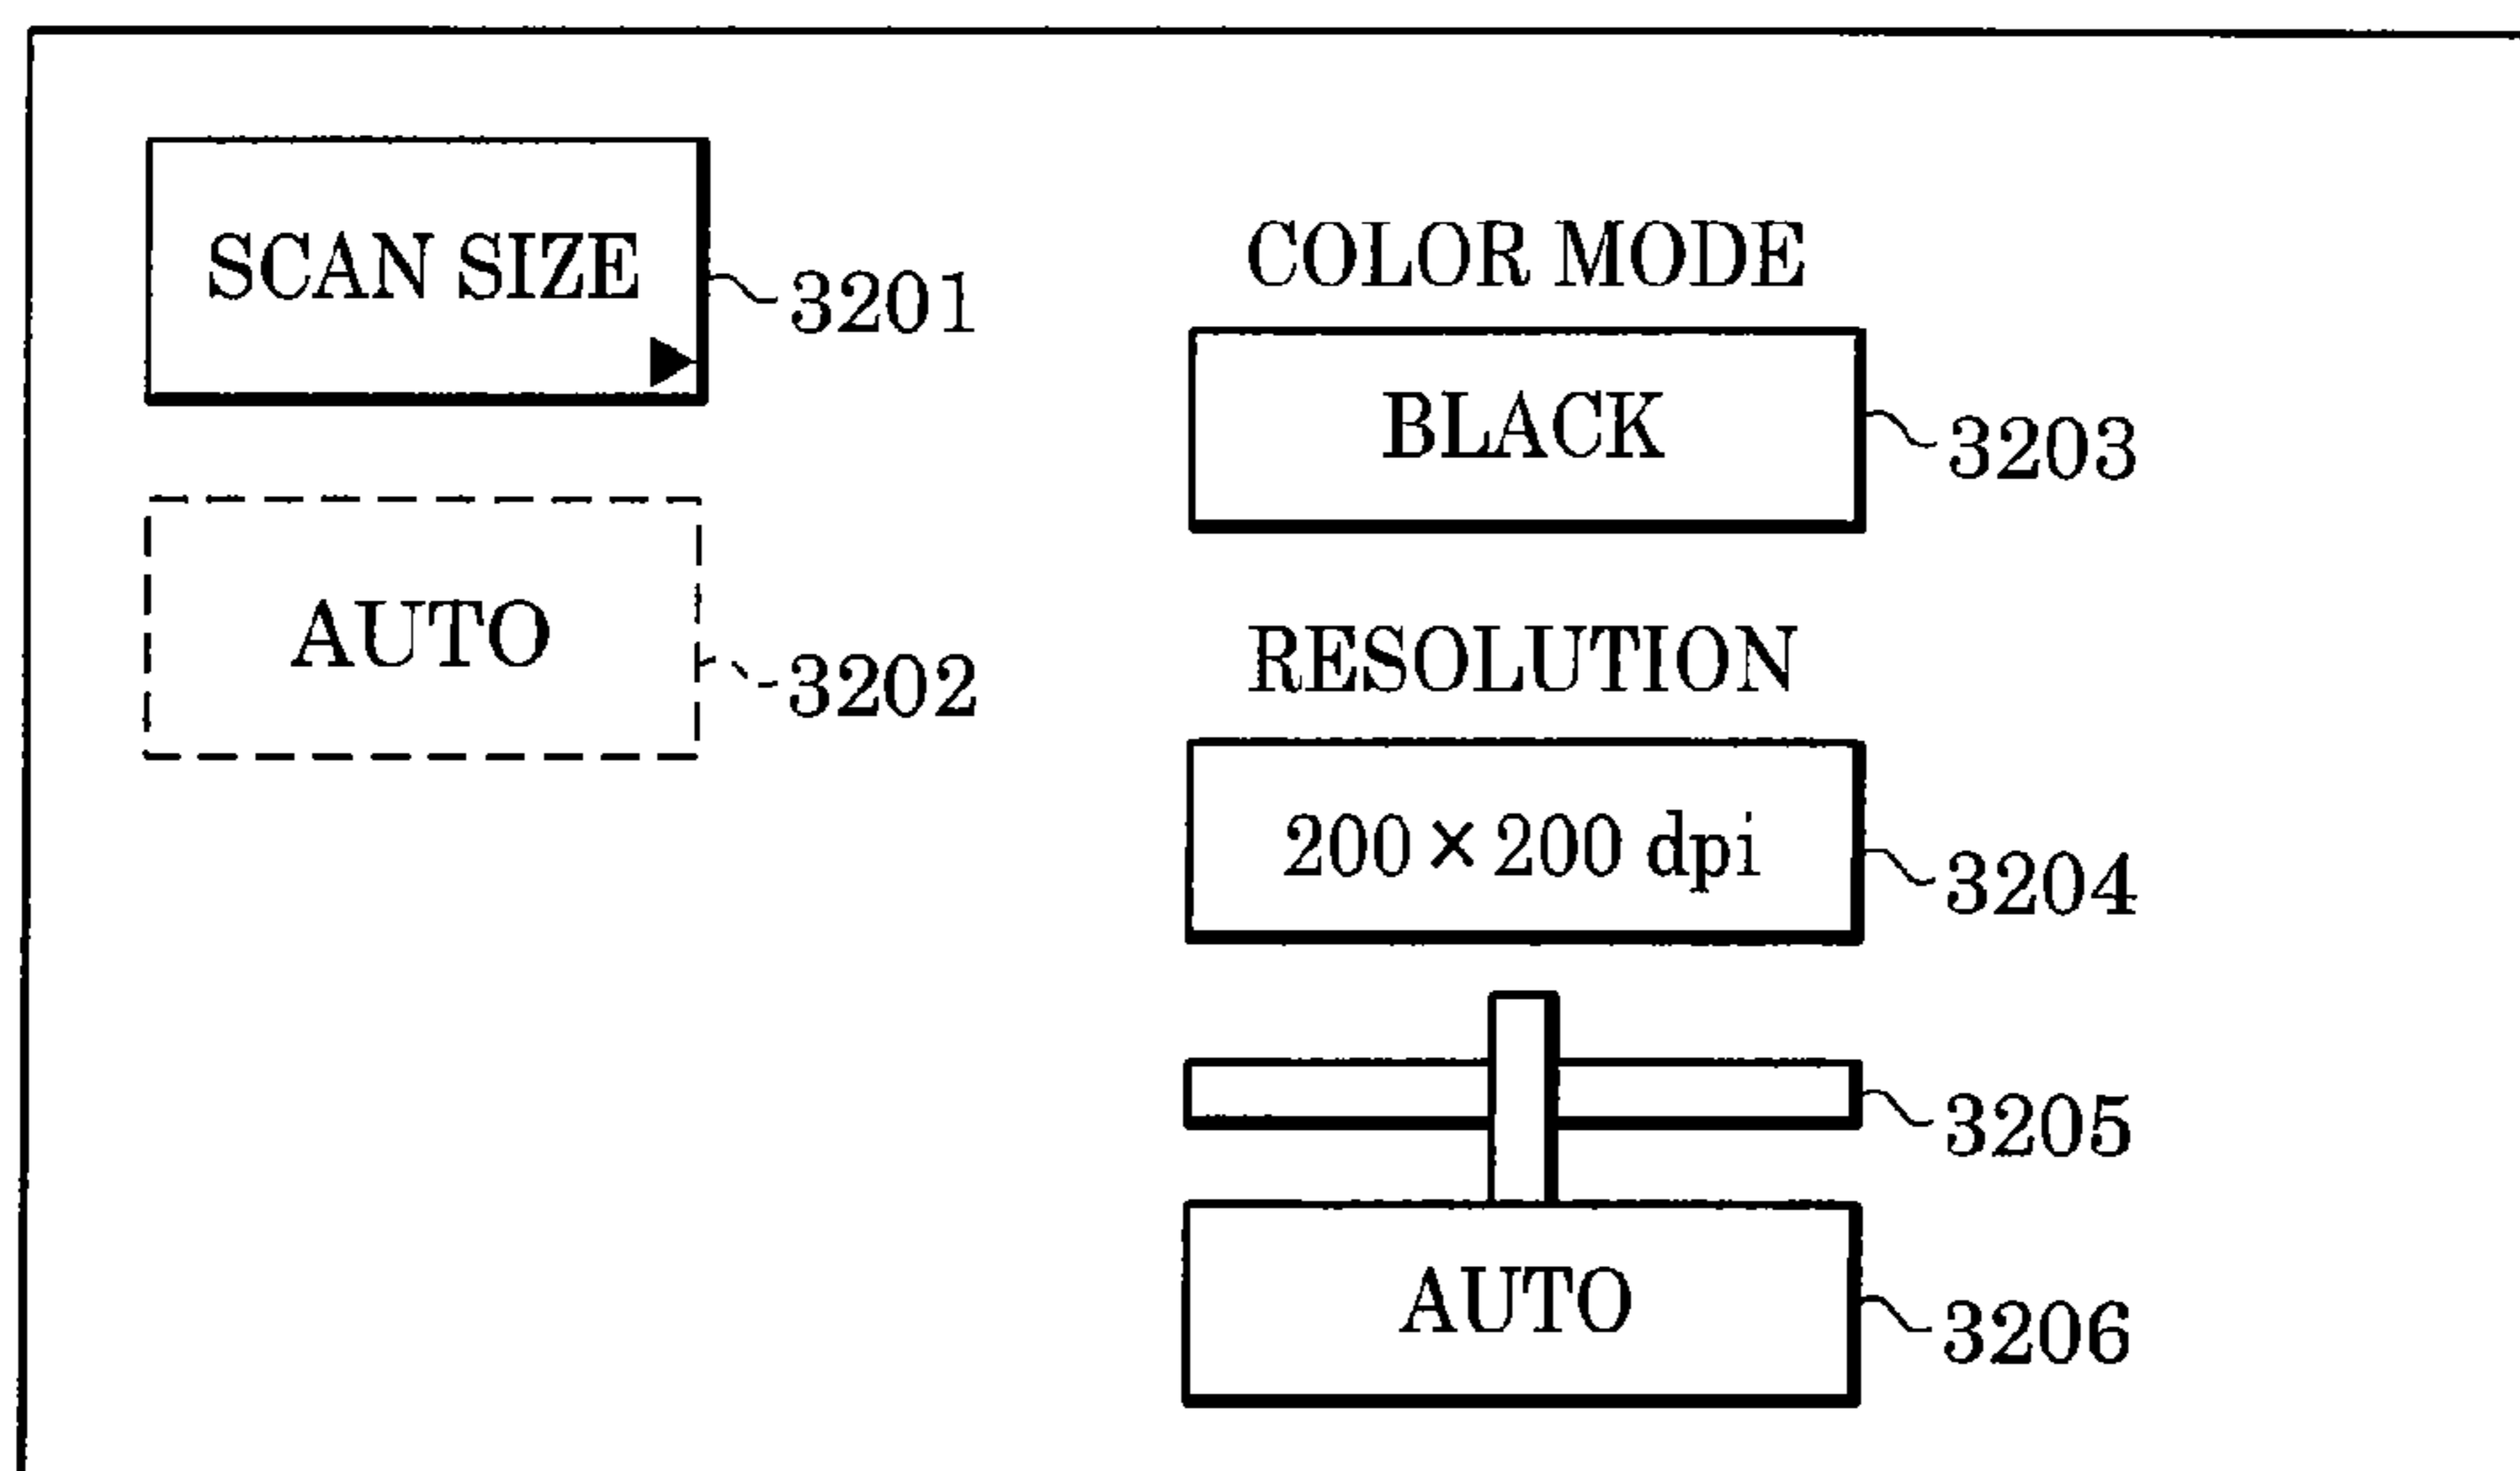 SCAN SIZE
3201
AUTO
3202
COLOR MODE
BLACK
3203
RESOLUTION
200×200 dpi
3204
3205
AUTO
3206